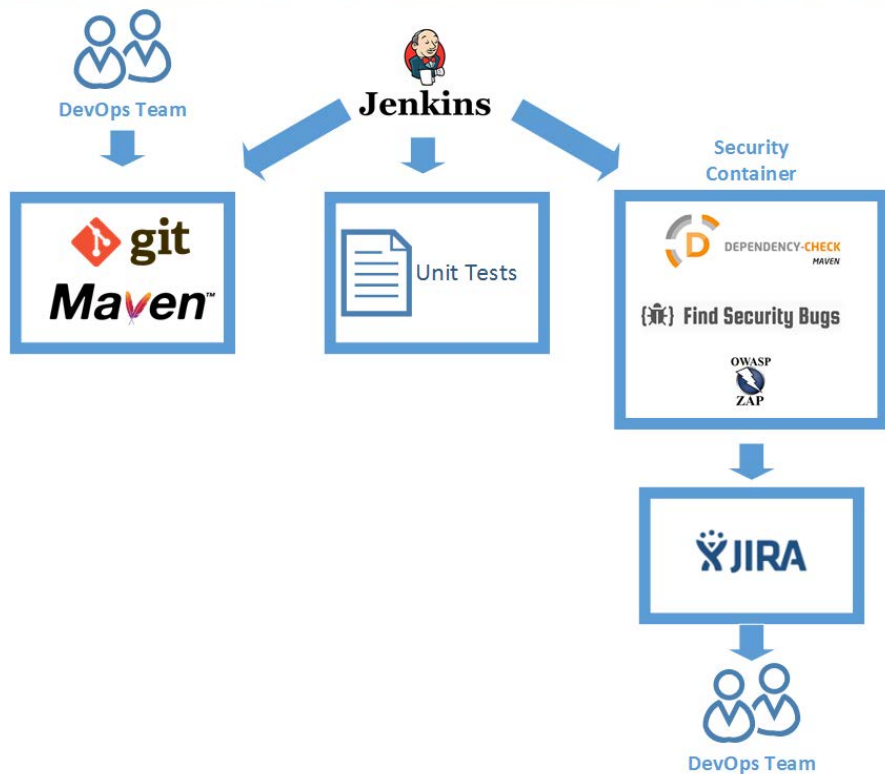 DevOps Team
Jenkins
Security
Container
git
Maven™
Unit Tests
D
DEPENDENCY-CHECK
MAVEN
{} Find Security Bugs
OWASP
ZAP
JIRA
DevOps Team